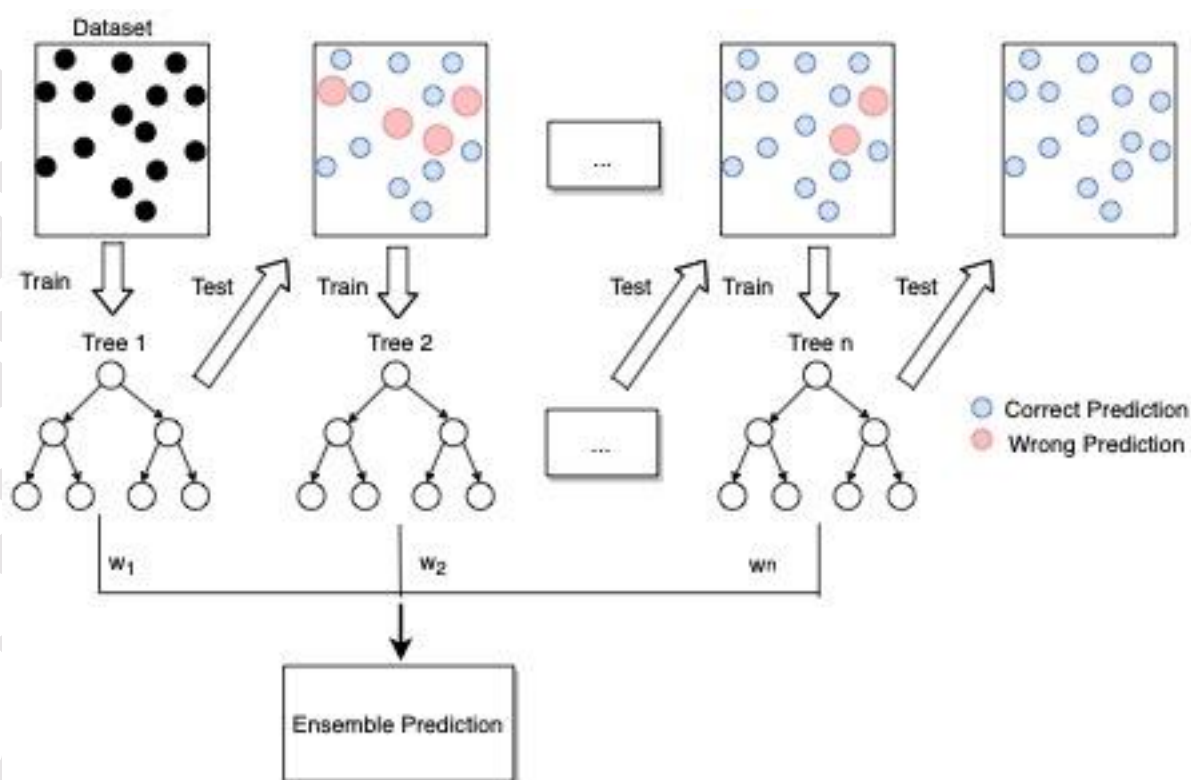 Dataset
...
Train
Test
Train
Test
Train
Test
Tree 1
Tree 2
Tree n
Correct Prediction
Wrong Prediction
...
w1
w2
wn
Ensemble Prediction